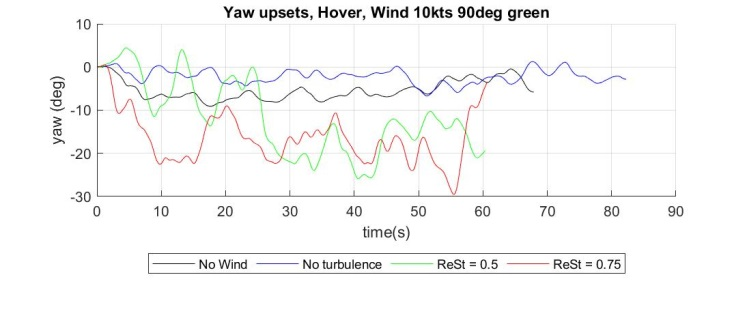 Yaw upsets, Hover, Wind 10kts 90deg green
10
0
-10
-20
-30
yaw (deg)
0 10 20 30 40 50 60 70 80 90
time(s)
No Wind No turbulence ReSt = 0.5 ReSt = 0.75